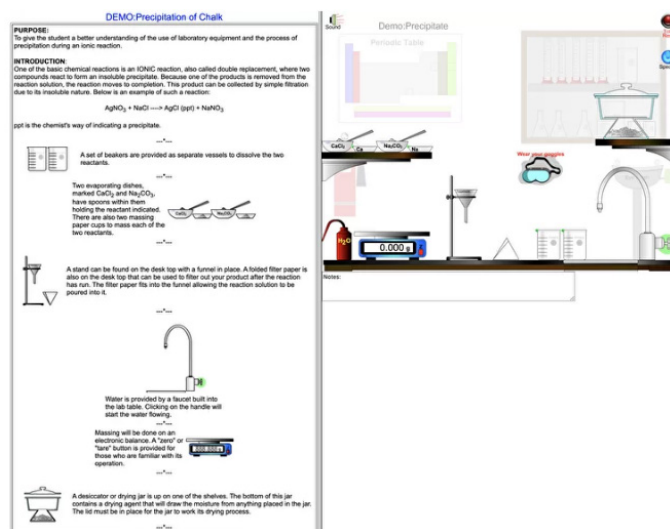 DEMO:Precipitation of Chalk
PURPOSE:
To give the student a better understanding of the use of laboratory equipment and the process of
precipitation during an ionic reaction.
INTRODUCTION:
One of the basic chemical reactions is an IONIC reaction, also called double replacement, where two
compounds react to form an insoluble precipitate. Because one of the products is removed from the
reaction solution, the reaction moves to completion. This product can be collected by simple filtration
due to its insoluble nature. Below is an example of such a reaction:
AgNO₃ + NaCl ----> AgCl (ppt) + NaNO₃
ppt is the chemist's way of indicating a precipitate.
---*---
A set of beakors are provided as separate vessels to dissolve the two
reactants.
---*---
Two evaporating dishes,
marked CaCl₂ and Na₂CO₃,
have spoons within them
holding the reactant indicated.
There are also two massing
paper cups to mass each of the
two reactants.
CaCl₂
Na₂CO₃
---*---
A stand can be found on the desk top with a funnel in place. A folded filter paper is
also on the desk top that can be used to filter out your product after the reaction
has run. The filter paper fits into the funnel allowing the reaction solution to be
poured into it.
---*---
Water is provided by a faucet built into
the lab table. Clicking on the handle will
start the water flowing.
---*---
Massing will be done on an
electronic balance. A "zero" or
"tare" button is provided for
those who are familiar with its
operation.
---*---
A desiccator or drying jar is up on one of the shelves. The bottom of this jar
contains a drying agent that will draw the moisture from anything placed in the jar.
The lid must be in place for the jar to work its drying process.
---*---
Sound
Demo:Precipitate
Periodic Table
CaCl₂
Ca
Na₂CO₃
Na
Wear your goggles
H₂O
0.000 g
Notes: